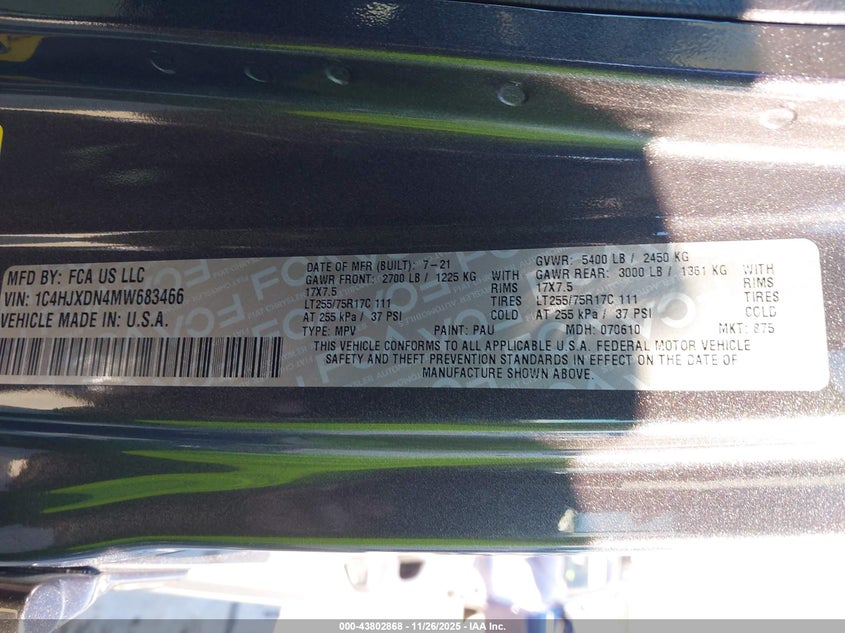 MFD BY: FCA US LLC
VIN: 1C4HJXDN4MW683466
VEHICLE MADE IN U.S.A.
DATE OF MFR (BUILT): 7-21 GVWR: 5400 LB / 2450 KG
GAWR FRONT: 2700 LB / 1225 KG WITH GAWR REAR: 3000 LB / 1361 KG WITH
17X7.5 RIMS 17X7.5 RIMS
LT255/75R17C 111 TIRES LT255/75R17C 111 TIRES
AT 255 kPa / 37 PSI COLD AT 255 kPa / 37 PSI COLD
TYPE: MPV PAINT: PAU MDH: 070610 MKT: 875
THIS VEHICLE CONFORMS TO ALL APPLICABLE U.S.A. FEDERAL MOTOR VEHICLE
SAFETY AND THEFT PREVENTION STANDARDS IN EFFECT ON THE DATE OF
MANUFACTURE SHOWN ABOVE.
000-43802868 - 11/26/2025 - IAA Inc.